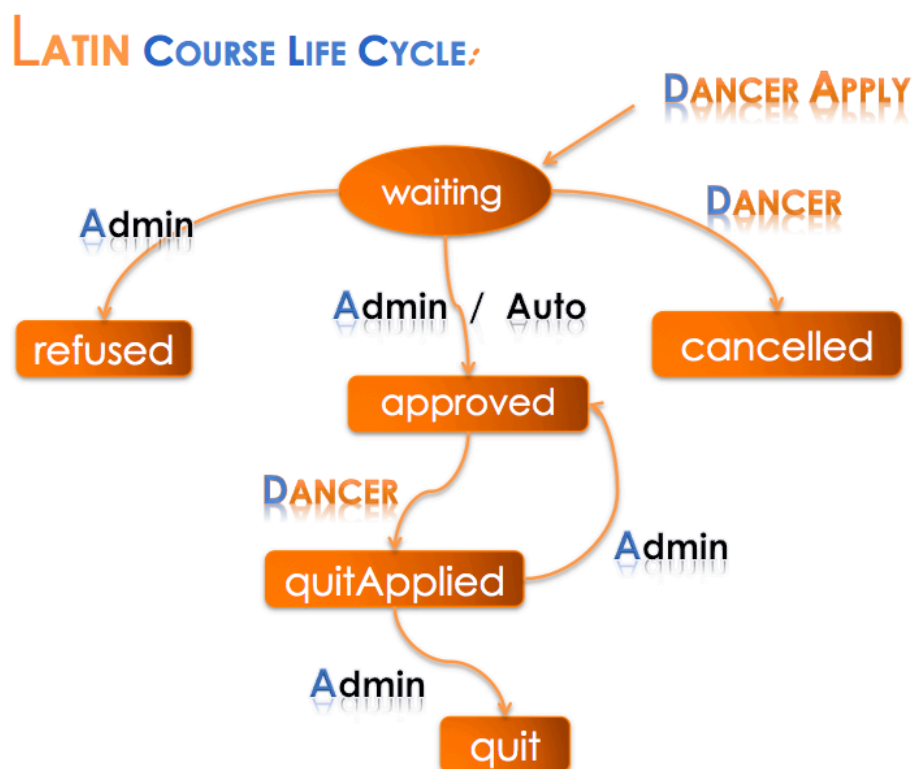 LATIN COURSE LIFE CYCLE:
DANCER APPLY
waiting
DANCER
Admin
Admin / Auto
refused
cancelled
approved
DANCER
Admin
quitApplied
Admin
quit